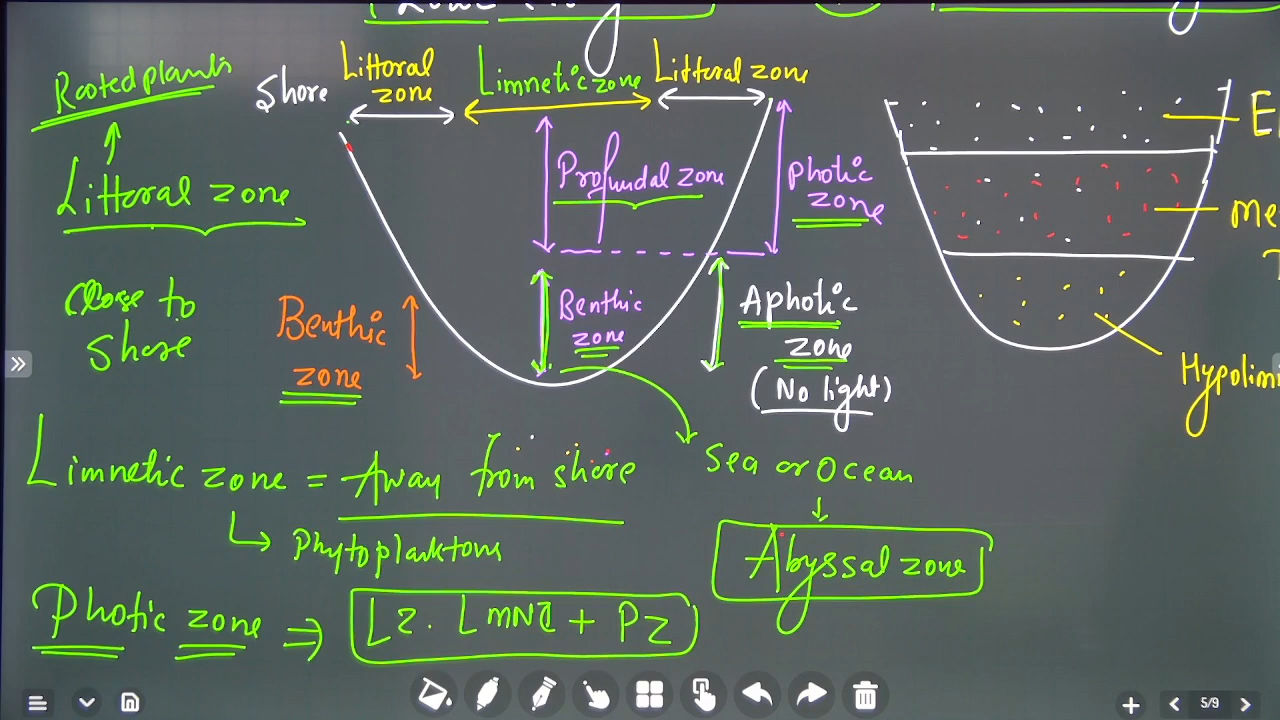 Rooted plants
Littoral zone
Close to
Shore
Shore
Littoral
zone
Limnetic zone
Littoral zone
Profundal zone
Photic
zone
Benthic
zone
Benthic
zone
Aphotic
zone
(No light)
Hypolimi
Limnetic zone = Away from shore
Phytoplanktons
Sea or Ocean
Abyssal zone
Photic zone ⇒ LZ. LMNZ + PZ
5/9